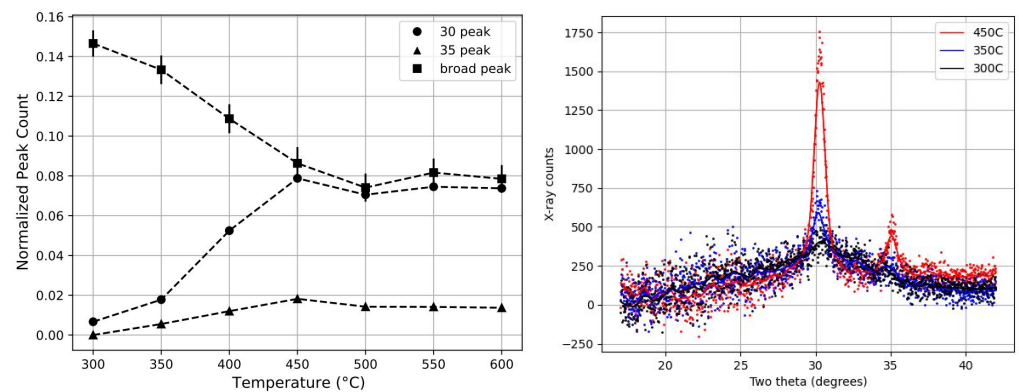 0.16
0.14
0.12
0.10
0.08
0.06
0.04
0.02
0.00
Normalized Peak Count
30 peak
35 peak
broad peak
300 350 400 450 500 550 600
Temperature (°C)
1750
1500
1250
1000
750
500
250
0
−250
X-ray counts
450C
350C
300C
20 25 30 35 40
Two theta (degrees)